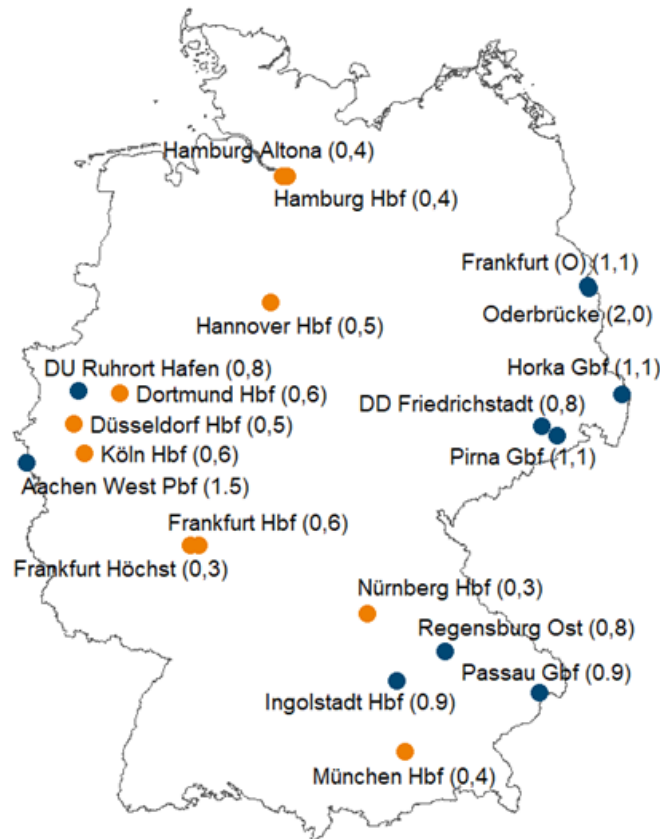 Hamburg Altona (0,4)
Hamburg Hbf (0,4)
Frankfurt (O) (1,1)
Oderbrücke (2,0)
Hannover Hbf (0,5)
DU Ruhrort Hafen (0,8)
Horka Gbf (1,1)
Dortmund Hbf (0,6)
DD Friedrichstadt (0,8)
Düsseldorf Hbf (0,5)
Köln Hbf (0,6)
Pirna Gbf (1,1)
Aachen West Pbf (1.5)
Frankfurt Hbf (0,6)
Frankfurt Höchst (0,3)
Nürnberg Hbf (0,3)
Regensburg Ost (0,8)
Passau Gbf (0.9)
Ingolstadt Hbf (0.9)
München Hbf (0,4)